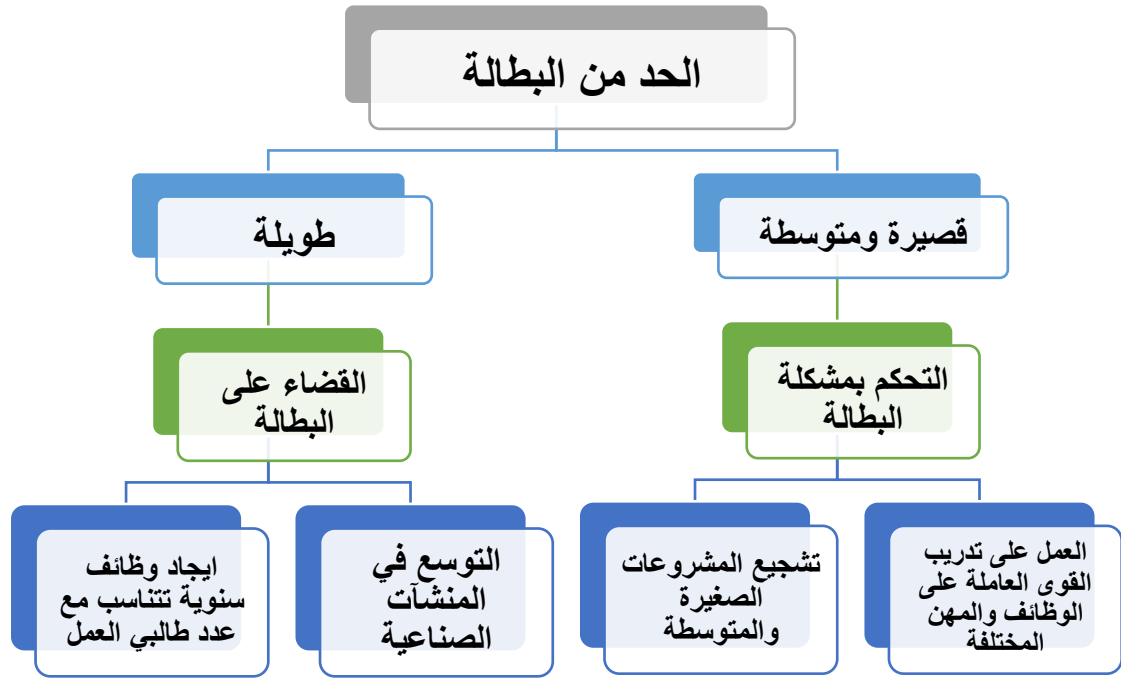 الحد من البطالة
قصيرة ومتوسطة
طويلة
التحكم بمشكلة
البطالة
القضاء على
البطالة
العمل على تدريب
القوى العاملة على
الوظائف والمهن
المختلفة
تشجيع المشروعات
الصغيرة
والمتوسطة
التوسع في
المنشآت
الصناعية
ايجاد وظائف
سنوية تتناسب مع
عدد طالبي العمل